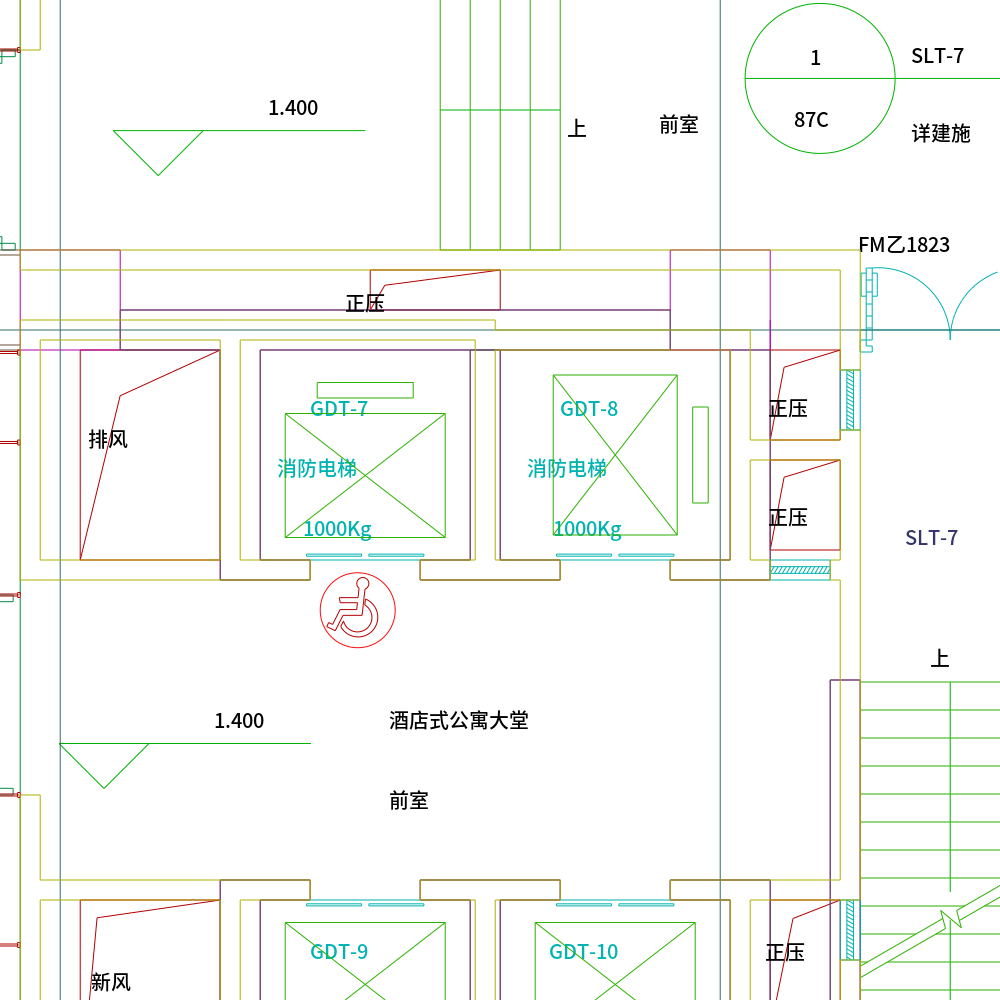 1
SLT-7
1.400
87C
上
前室
详建施
FM乙1823
正压
GDT-7
GDT-8
正压
排风
消防电梯
消防电梯
1000Kg
1000Kg
正压
SLT-7
上
1.400
酒店式公寓大堂
前室
GDT-9
GDT-10
正压
新风